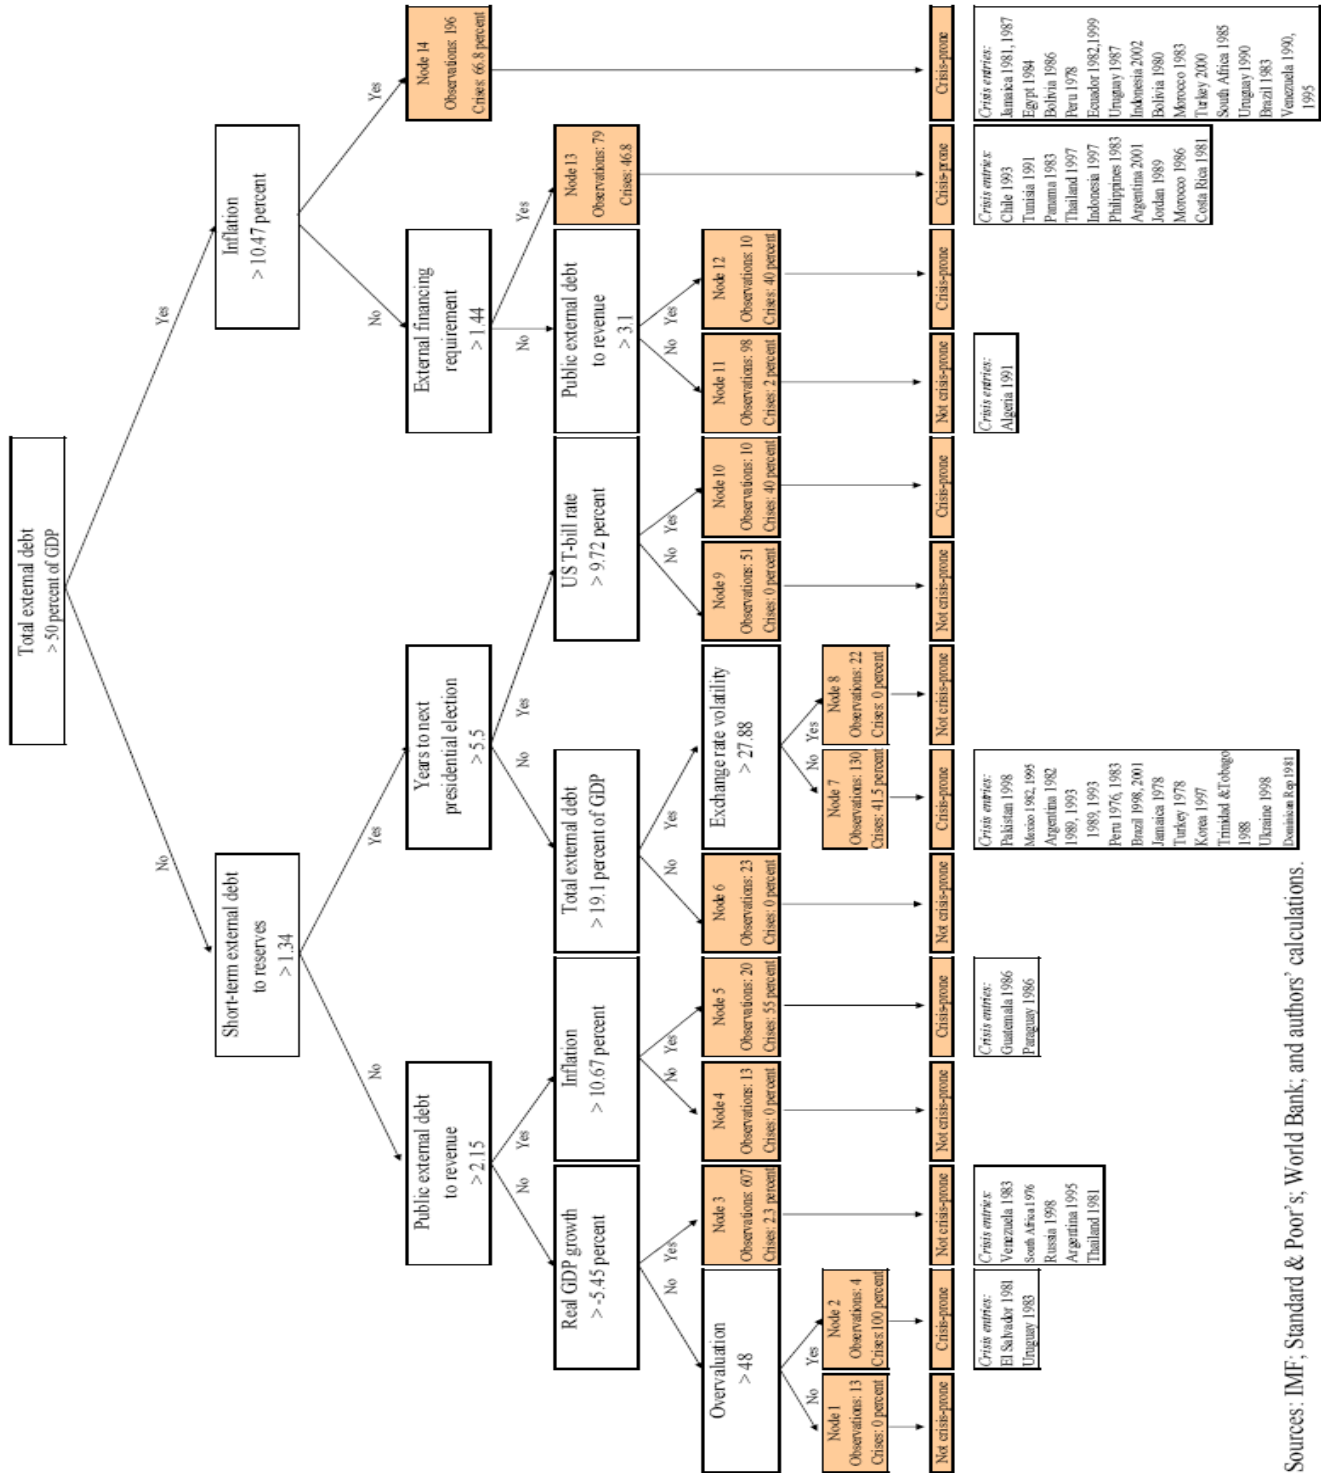 Total external debt
> 50 percent of GDP
No
Yes
Short-term external debt
to reserves
> 1.34
Inflation
> 10.47 percent
No
Yes
No
Yes
Public external debt
to revenue
> 2.15
Years to next
presidential election
> 5.5
External financing
requirement
> 1.44
Node 14
Observations: 196
Crises: 66.8 percent
No
Yes
No
Yes
No
Yes
Real GDP growth
> -5.45 percent
Inflation
> 10.67 percent
Total external debt
> 19.1 percent of GDP
US T-bill rate
> 9.72 percent
Public external debt
to revenue
> 3.1
Node 13
Observations: 79
Crises: 46.8
No
Yes
No
Yes
No
Yes
No
Yes
No
Yes
Overvaluation
> 48
Node 3
Observations: 607
Crises: 2.3 percent
Node 4
Observations: 13
Crises: 0 percent
Node 5
Observations: 20
Crises: 55 percent
Node 6
Observations: 23
Crises: 0 percent
Exchange rate volatility
> 27.88
Node 9
Observations: 51
Crises: 0 percent
Node 10
Observations: 10
Crises: 40 percent
Node 11
Observations: 98
Crises: 2 percent
Node 12
Observations: 10
Crises: 40 percent
No
Yes
No
Yes
Node 1
Observations: 13
Crises: 0 percent
Node 2
Observations: 4
Crises:100 percent
Node 7
Observations: 130
Crises: 41.5 percent
Node 8
Observations: 22
Crises: 0 percent
Not crisis-prone
Crisis-prone
Not crisis-prone
Not crisis-prone
Crisis-prone
Not crisis-prone
Crisis-prone
Not crisis-prone
Not crisis-prone
Crisis-prone
Not crisis-prone
Crisis-prone
Crisis-prone
Crisis-prone
Crisis entries:
El Salvador 1981
Uruguay 1983
Crisis entries:
Venezuela 1983
South Africa 1976
Russia 1998
Argentina 1995
Thailand 1981
Crisis entries:
Guatemala 1986
Paraguay 1986
Crisis entries:
Pakistan 1998
Mexico 1982, 1995
Argentina 1982
1989, 1993
1989, 1993
Peru 1976, 1983
Brazil 1998, 2001
Jamaica 1978
Turkey 1978
Korea 1997
Trinidad &Tobago
1988
Ukraine 1998
Dominican Rep 1981
Crisis entries:
Algeria 1991
Crisis entries:
Chile 1993
Tunisia 1991
Panama 1983
Thailand 1997
Indonesia 1997
Philippines 1983
Argentina 2001
Jordan 1989
Morocco 1986
Costa Rica 1981
Crisis entries:
Jamaica 1981, 1987
Egypt 1984
Bolivia 1986
Peru 1978
Ecuador 1982,1999
Uruguay 1987
Indonesia 2002
Bolivia 1980
Morocco 1983
Turkey 2000
South Africa 1985
Uruguay 1990
Brazil 1983
Venezuela 1990,
1995
Sources: IMF; Standard & Poor's; World Bank; and authors' calculations.